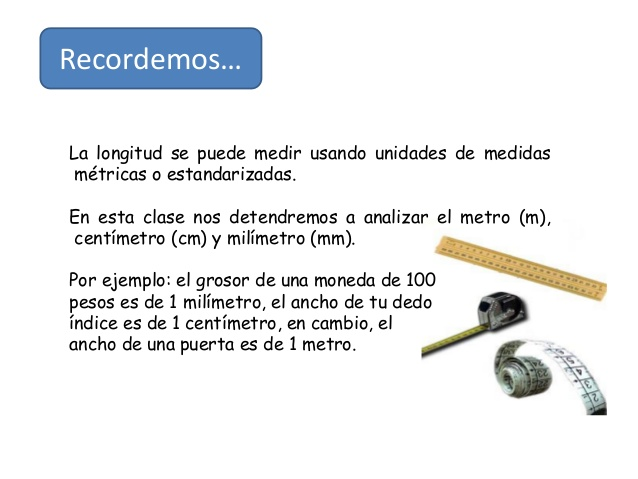 Recordemos...
La longitud se puede medir usando unidades de medidas
métricas o estandarizadas.
En esta clase nos detendremos a analizar el metro (m),
centímetro (cm) y milímetro (mm).
Por ejemplo: el grosor de una moneda de 100
pesos es de 1 milímetro, el ancho de tu dedo
índice es de 1 centímetro, en cambio, el
ancho de una puerta es de 1 metro.